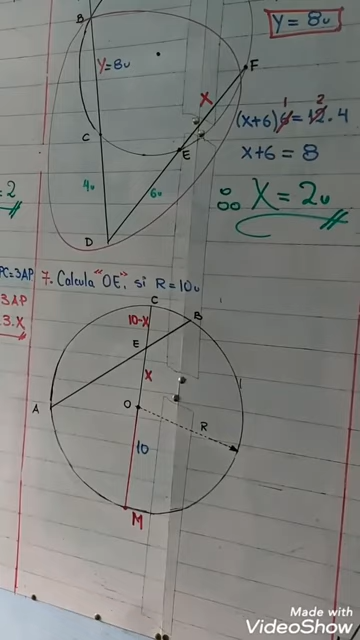 Y = 8u
B
Y=8u
F
X
(x+6)6 = 12.4
1 2
x+6 = 8
C
E
4u
6u
X = 2u
D
= 2
PC=3AP
7. Calcula "OE", si R = 10u
3AP
3.X
C
10-X
B
E
X
A
O
R
10
M
Made with
VideoShow